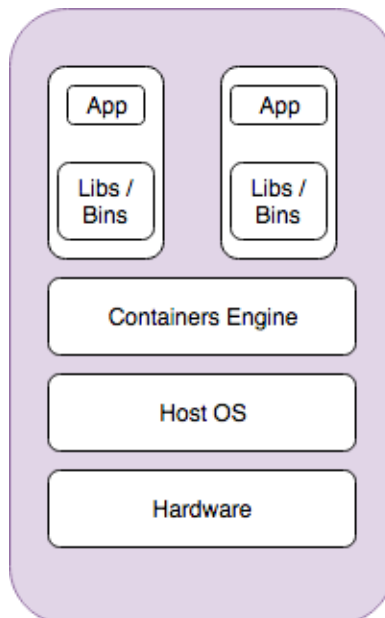 App
App
Libs /
Bins
Libs /
Bins
Containers Engine
Host OS
Hardware